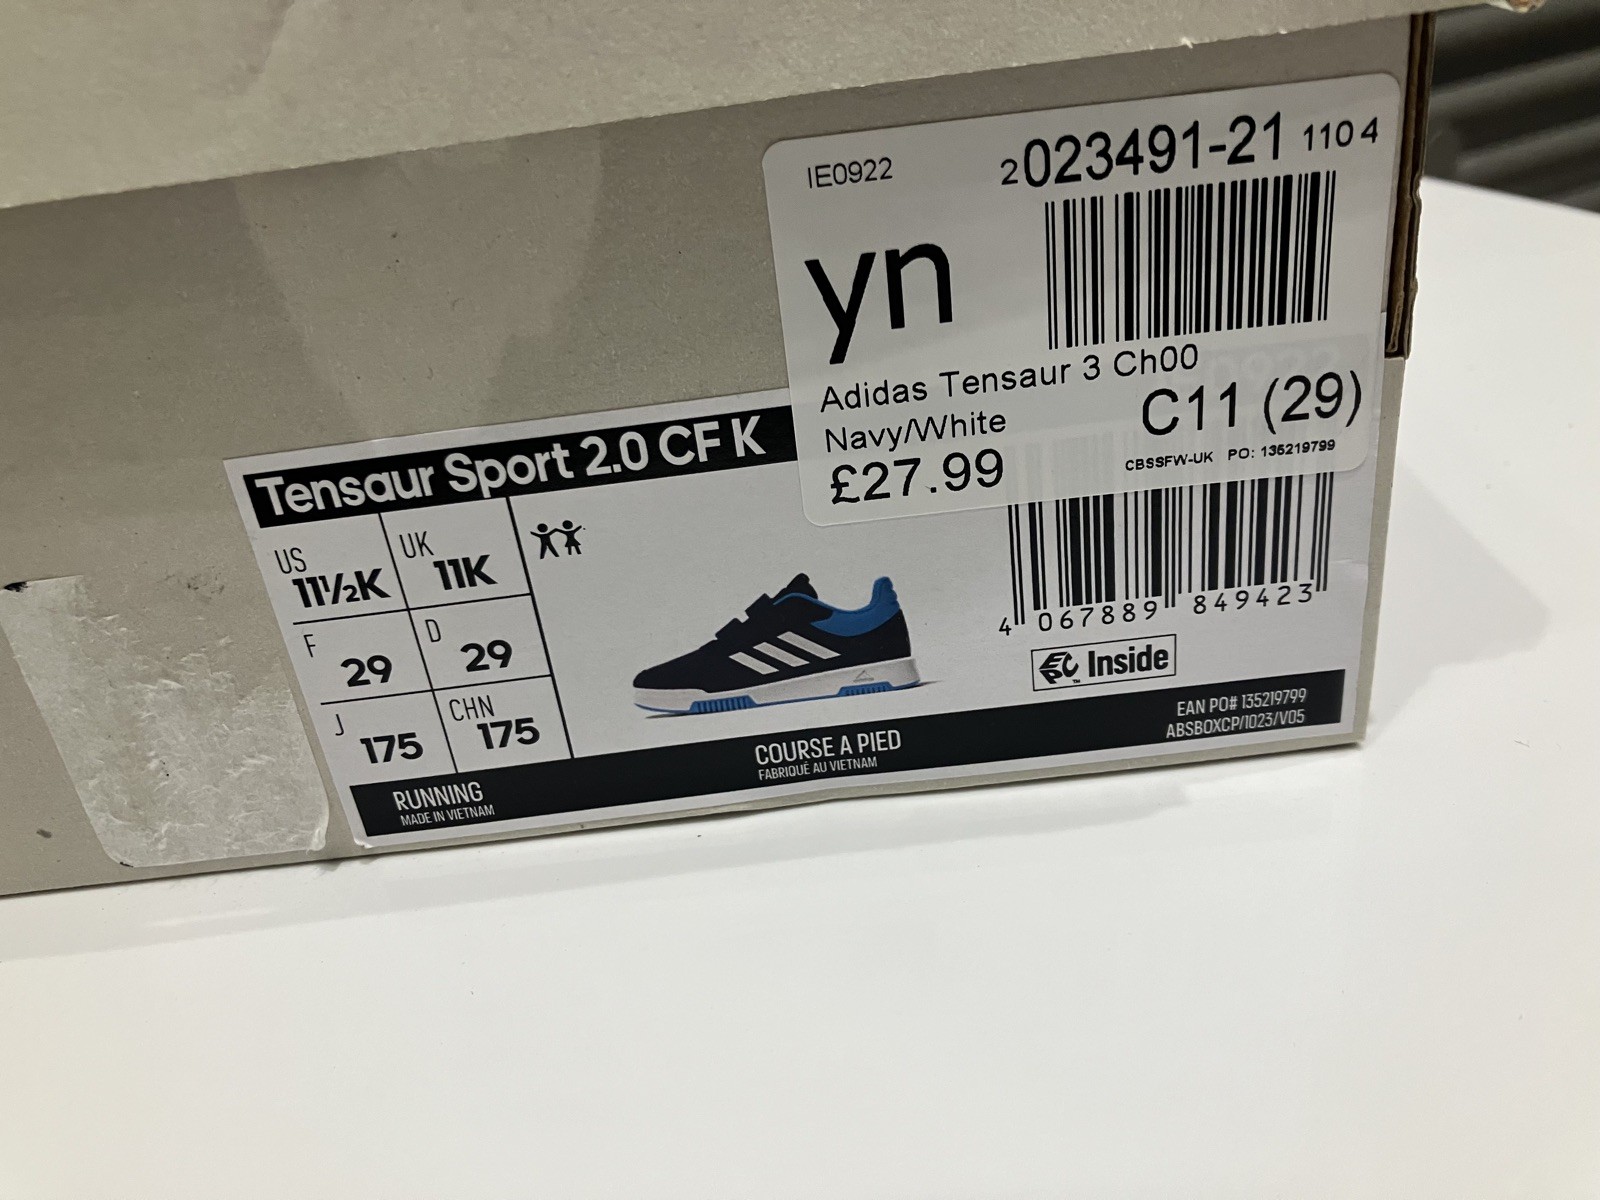 IE0922
2023491-21 1104
yn
Adidas Tensaur 3 Ch00
Navy/White
C11 (29)
£27.99
CBSSFW-UK PO: 135219799
Tensaur Sport 2.0 CF K
US
11½K
UK
11K
F
29
D
29
J
175
CHN
175
4 067889 849423
EPC™ Inside
RUNNING
MADE IN VIETNAM
COURSE A PIED
FABRIQUÉ AU VIETNAM
EAN PO# 135219799
ABSBOXCP/1023/V05